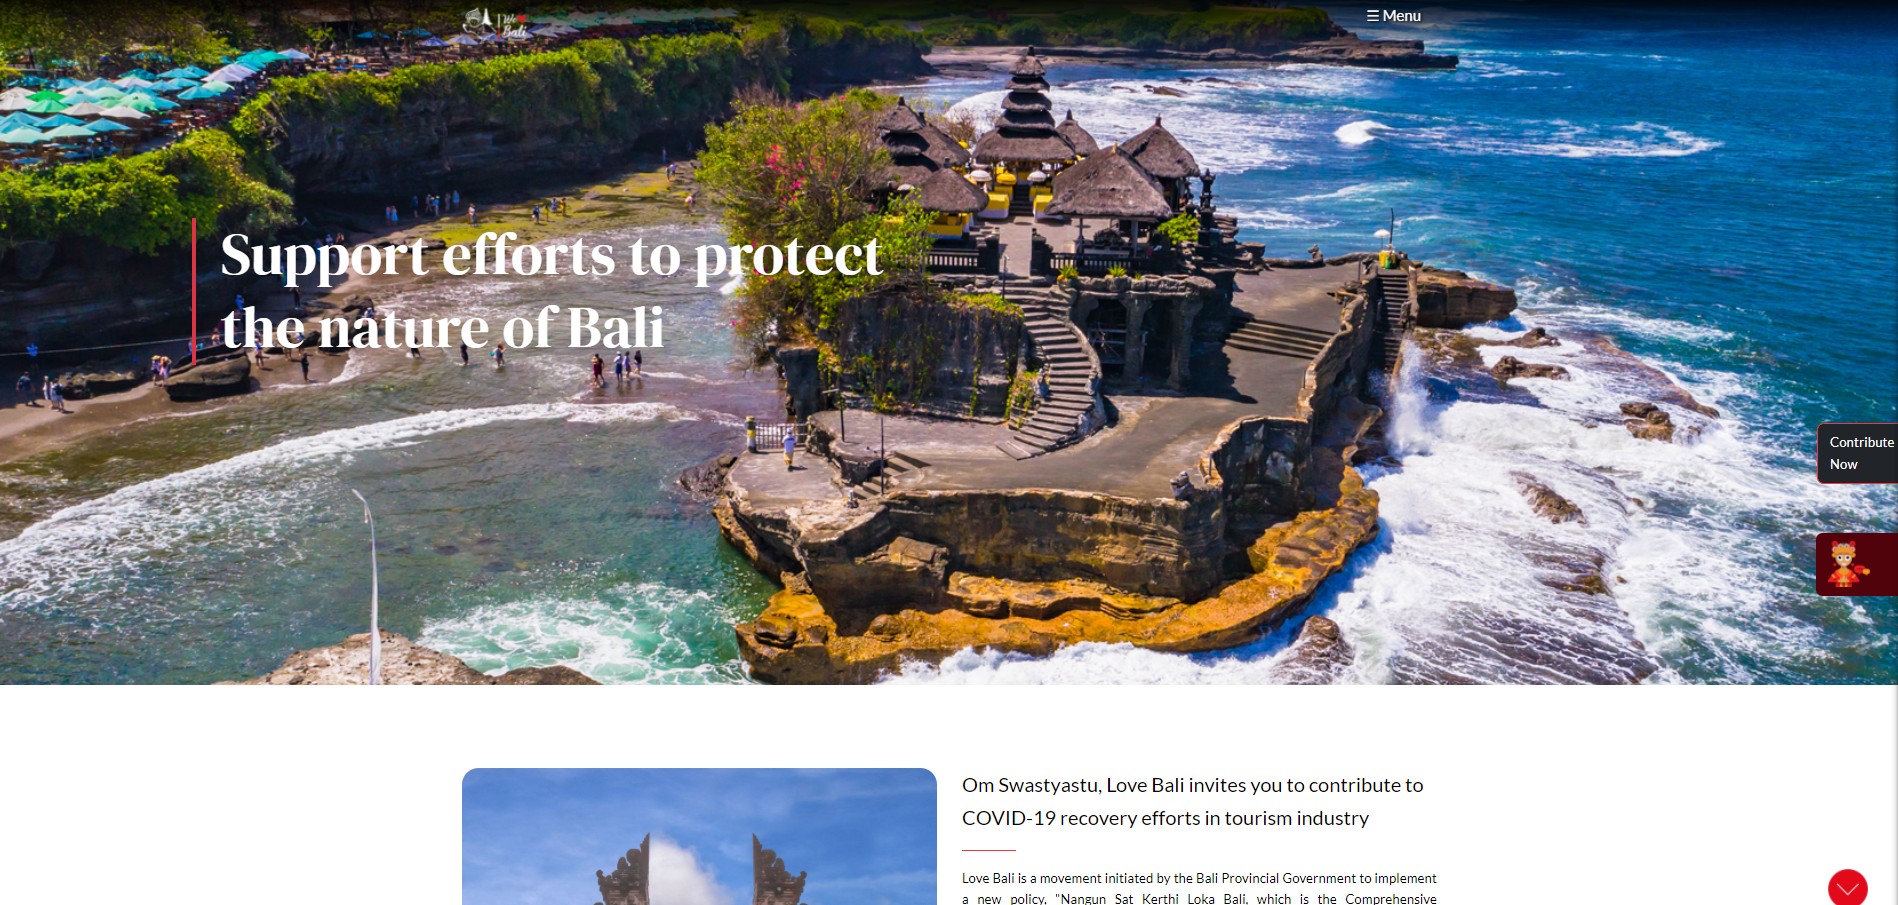 We
Bali
☰ Menu
Support efforts to protect
the nature of Bali
Contribute
Now
Om Swastyastu, Love Bali invites you to contribute to
COVID-19 recovery efforts in tourism industry
Love Bali is a movement initiated by the Bali Provincial Government to implement
a new policy, "Nangun Sat Kerthi Loka Bali, which is the Comprehensive